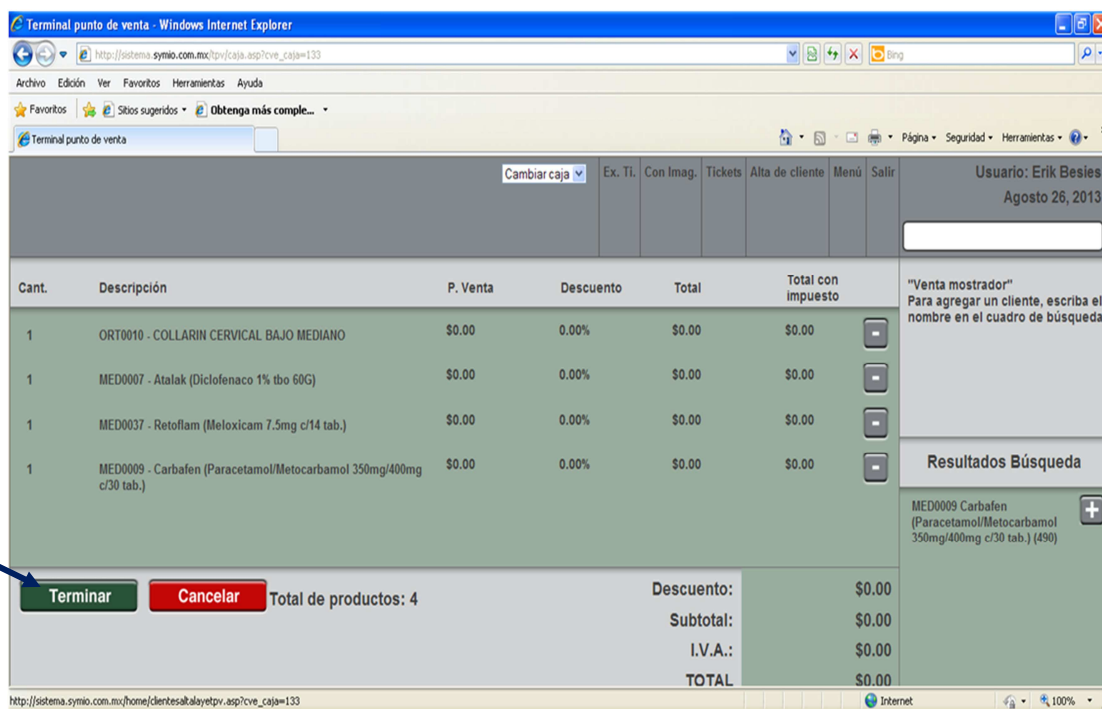 Terminal punto de venta - Windows Internet Explorer
http://sistema.symio.com.mx/tpv/caja.asp?cve_caja=133
Bing
Archivo Edición Ver Favoritos Herramientas Ayuda
Favoritos Sitios sugeridos Obtenga más comple...
Terminal punto de venta
Página Seguridad Herramientas
Cambiar caja Ex. Ti. Con Imag. Tickets Alta de cliente Menú Salir
Usuario: Erik Besies
Agosto 26, 2013
Cant. Descripción P. Venta Descuento Total Total con impuesto
1 ORT0010 - COLLARIN CERVICAL BAJO MEDIANO $0.00 0.00% $0.00 $0.00 -
1 MED0007 - Atalak (Diclofenaco 1% tbo 60G) $0.00 0.00% $0.00 $0.00 -
1 MED0037 - Retoflam (Meloxicam 7.5mg c/14 tab.) $0.00 0.00% $0.00 $0.00 -
1 MED0009 - Carbafen (Paracetamol/Metocarbamol 350mg/400mg $0.00 0.00% $0.00 $0.00 -
c/30 tab.)
"Venta mostrador"
Para agregar un cliente, escriba el
nombre en el cuadro de búsqueda
Resultados Búsqueda
MED0009 Carbafen
(Paracetamol/Metocarbamol
350mg/400mg c/30 tab.) (490)
+
Terminar Cancelar Total de productos: 4
Descuento: $0.00
Subtotal: $0.00
I.V.A.: $0.00
TOTAL $0.00
http://sistema.symio.com.mx/home/clientesaltalayetpv.asp?cve_caja=133
Internet 100%